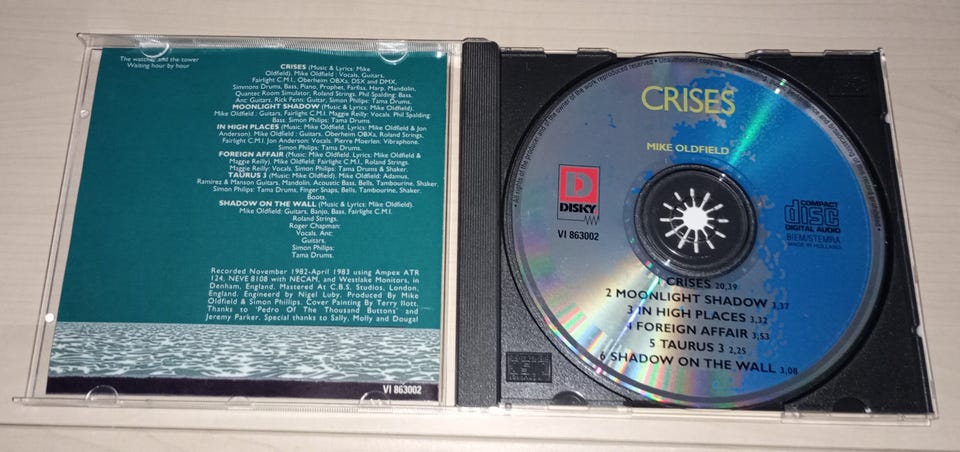 The watcher and the tower
Waiting hour by hour
CRISES (Music & Lyrics: Mike
Oldfield). Mike Oldfield : Vocals, Guitars,
Fairlight C.M.I., Oberheim OBXs, DSX and DMX,
Simmons Drums, Bass, Piano, Prophet, Farfisa, Harp, Mandolin,
Quantec Room Simulator, Roland Strings. Phil Spalding: Bass.
Ant: Guitars, Rick Fenn: Guitar, Simon Philips: Tama Drums.
MOONLIGHT SHADOW (Music & Lyrics: Mike Oldfield).
Mike Oldfield : Guitars, Fairlight C.M.I. Maggie Reilly: Vocals. Phil Spalding
Bass, Simon Philips: Tama Drums.
IN HIGH PLACES (Music: Mike Oldfield. Lyrics: Mike Oldfield & Jon
Anderson). Mike Oldfield : Guitars, Oberheim OBXa, Roland Strings.
Fairlight C.M.I. Jon Anderson: Vocals. Pierre Moerlen: Vibraphone.
Simon Philips: Tama Drums.
FOREIGN AFFAIR (Music: Mike Oldfield. Lyrics: Mike Oldfield &
Maggie Reilly). Mike Oldfield: Fairlight C.M.I., Roland Strings.
Maggie Reilly: Vocals. Simon Philips: Tama Drums & Shaker.
TAURUS 3 (Music: Mike Oldfield). Mike Oldfield: Adamus,
Ramirez & Manson Guitars, Mandolin, Acoustic Bass, Bells, Tambourine, Shaker,
Simon Philips: Tama Drums, Finger Snaps, Bells, Tambourine, Shaker,
Boots.
SHADOW ON THE WALL (Music & Lyrics: Mike Oldfield).
Mike Oldfield: Guitars, Banjo, Bass, Fairlight C.M.I.
Roland Strings.
Roger Chapman:
Vocals. Ant:
Guitars.
Simon Philips:
Tama Drums.
Recorded November 1982-April 1983 using Ampex ATR
124, NEVE 8108 with NECAM, and Westlake Monitors, in
Denham, England. Mastered At C.B.S. Studios, London,
England. Engineerd by Nigel Luby. Produced By Mike
Oldfield & Simon Phillips. Cover Painting By Terry Ilott.
Thanks to 'Pedro Of The Thousand Buttons' and
Jeremy Parker. Special thanks to Sally, Molly and Dougal
VI 863002
CRISES
MIKE OLDFIELD
D
DISKY
VI 863002
COMPACT
disc
DIGITAL AUDIO
BIEM/STEMRA
MADE IN HOLLAND
1 CRISES 20,39
2 MOONLIGHT SHADOW 3,37
3 IN HIGH PLACES 3,32
4 FOREIGN AFFAIR 3,53
5 TAURUS 3 2,25
6 SHADOW ON THE WALL 3,08